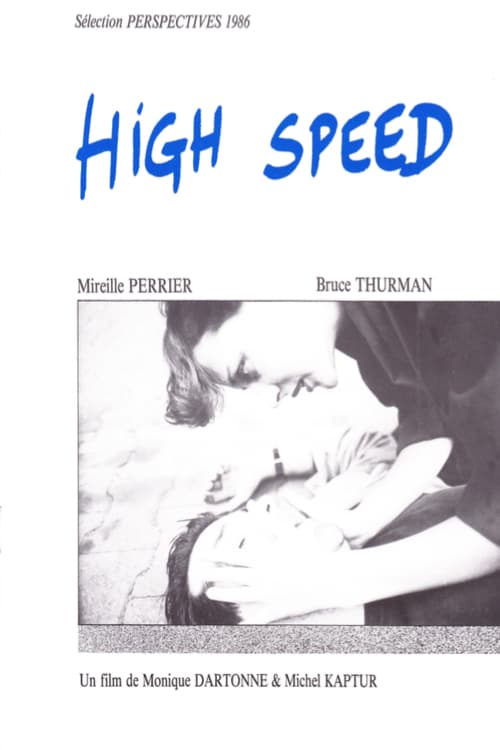 Sélection PERSPECTIVES 1986
HiGH SPEED
Mireille PERRIER Bruce THURMAN
Un film de Monique DARTONNE & Michel KAPTUR